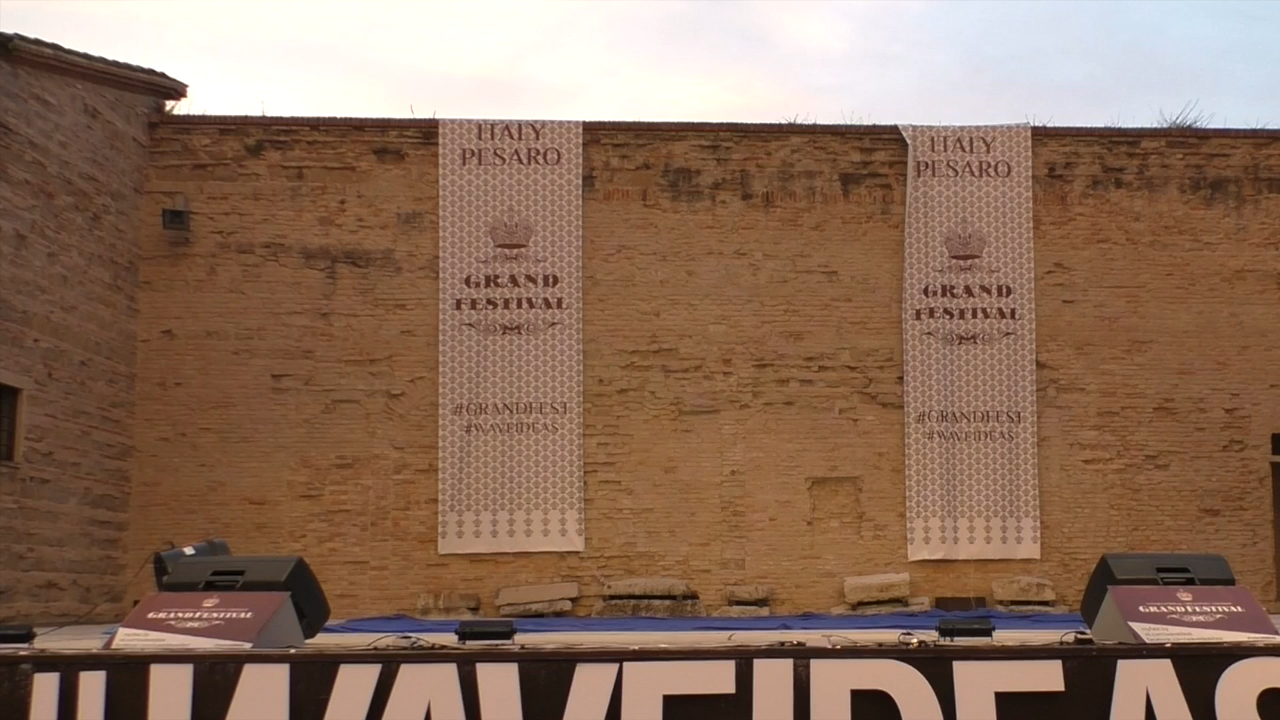 ITALY
PESARO
GRAND
FESTIVAL
#GRANDFEST
#WAVEIDEAS
ITALY
PESARO
GRAND
FESTIVAL
#GRANDFEST
#WAVEIDEAS
GRAND FESTIVAL
GRAND FESTIVAL
WAVEIDEAS